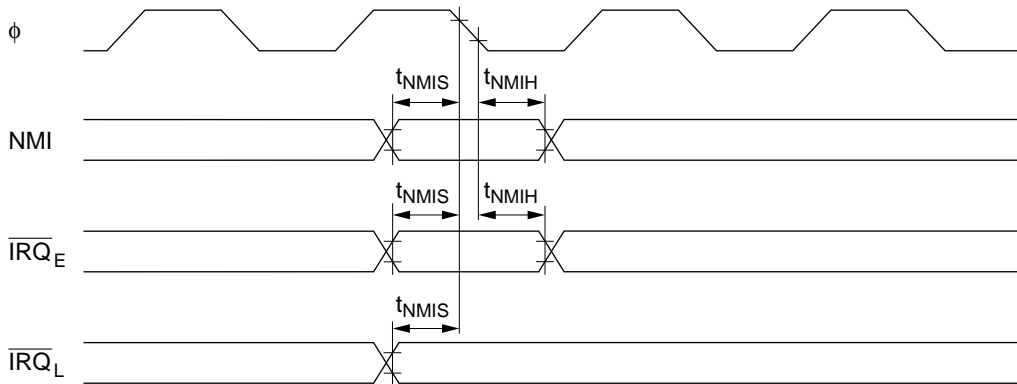 ϕ
tNMIS tNMIH
NMI
tNMIS tNMIH
IRQE
tNMIS
IRQL